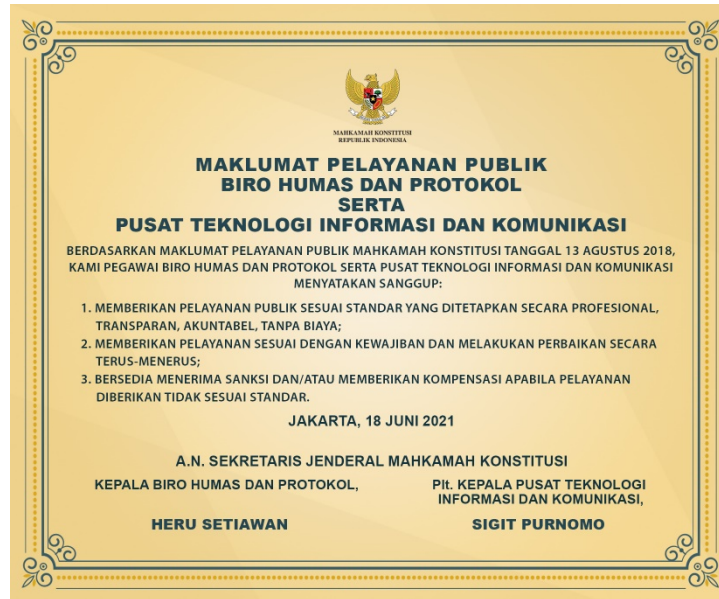 MAHKAMAH KONSTITUSI
REPUBLIK INDONESIA
MAKLUMAT PELAYANAN PUBLIK
BIRO HUMAS DAN PROTOKOL
SERTA
PUSAT TEKNOLOGI INFORMASI DAN KOMUNIKASI
BERDASARKAN MAKLUMAT PELAYANAN PUBLIK MAHKAMAH KONSTITUSI TANGGAL 13 AGUSTUS 2018,
KAMI PEGAWAI BIRO HUMAS DAN PROTOKOL SERTA PUSAT TEKNOLOGI INFORMASI DAN KOMUNIKASI
MENYATAKAN SANGGUP:
1. MEMBERIKAN PELAYANAN PUBLIK SESUAI STANDAR YANG DITETAPKAN SECARA PROFESIONAL,
TRANSPARAN, AKUNTABEL, TANPA BIAYA;
2. MEMBERIKAN PELAYANAN SESUAI DENGAN KEWAJIBAN DAN MELAKUKAN PERBAIKAN SECARA
TERUS-MENERUS;
3. BERSEDIA MENERIMA SANKSI DAN/ATAU MEMBERIKAN KOMPENSASI APABILA PELAYANAN
DIBERIKAN TIDAK SESUAI STANDAR.
JAKARTA, 18 JUNI 2021
A.N. SEKRETARIS JENDERAL MAHKAMAH KONSTITUSI
KEPALA BIRO HUMAS DAN PROTOKOL,
HERU SETIAWAN
Plt. KEPALA PUSAT TEKNOLOGI
INFORMASI DAN KOMUNIKASI,
SIGIT PURNOMO